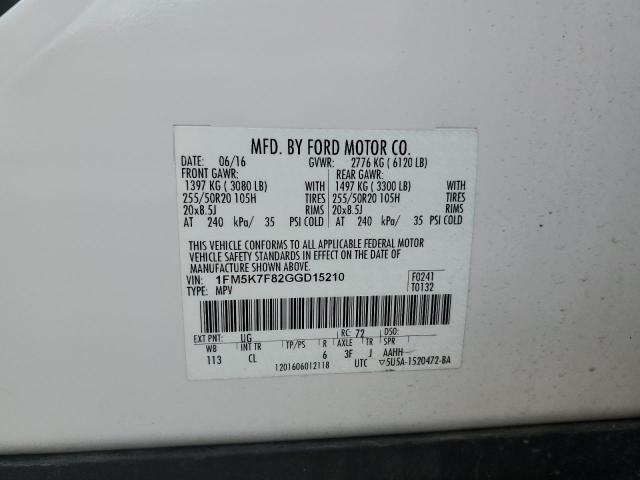 MFD. BY FORD MOTOR CO.
DATE: 06/16 GVWR: 2776 KG ( 6120 LB)
FRONT GAWR: REAR GAWR:
1397 KG ( 3080 LB) WITH 1497 KG ( 3300 LB) WITH
255/50R20 105H TIRES 255/50R20 105H TIRES
20x8.5J RIMS 20x8.5J RIMS
AT 240 kPa/ 35 PSI COLD AT 240 kPa/ 35 PSI COLD
THIS VEHICLE CONFORMS TO ALL APPLICABLE FEDERAL MOTOR
VEHICLE SAFETY STANDARDS IN EFFECT ON THE DATE OF
MANUFACTURE SHOWN ABOVE.
VIN: 1FM5K7F82GGD15210 F0241
TYPE: MPV T0132
EXT PNT: UG RC: 72 DSO:
WB INT TR TP/PS R AXLE TR SPR
113 CL 6 3F J AAHH
1201606012118 UTC ▽5U5A-1520472-BA